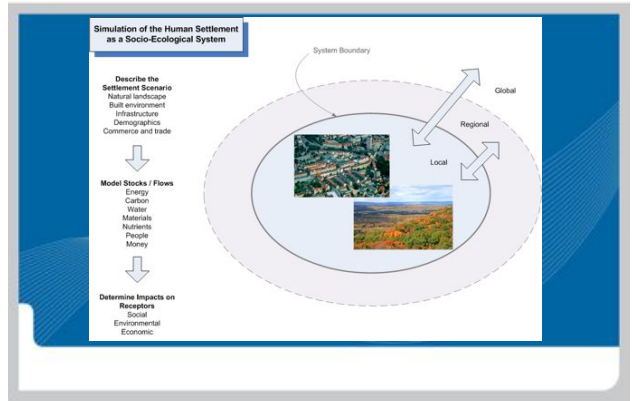 Simulation of the Human Settlement
as a Socio-Ecological System
System Boundary
Global
Regional
Local
Describe the
Settlement Scenario
Natural landscape
Built environment
Infrastructure
Demographics
Commerce and trade
Model Stocks / Flows
Energy
Carbon
Water
Materials
Nutrients
People
Money
Determine Impacts on
Receptors
Social
Environmental
Economic